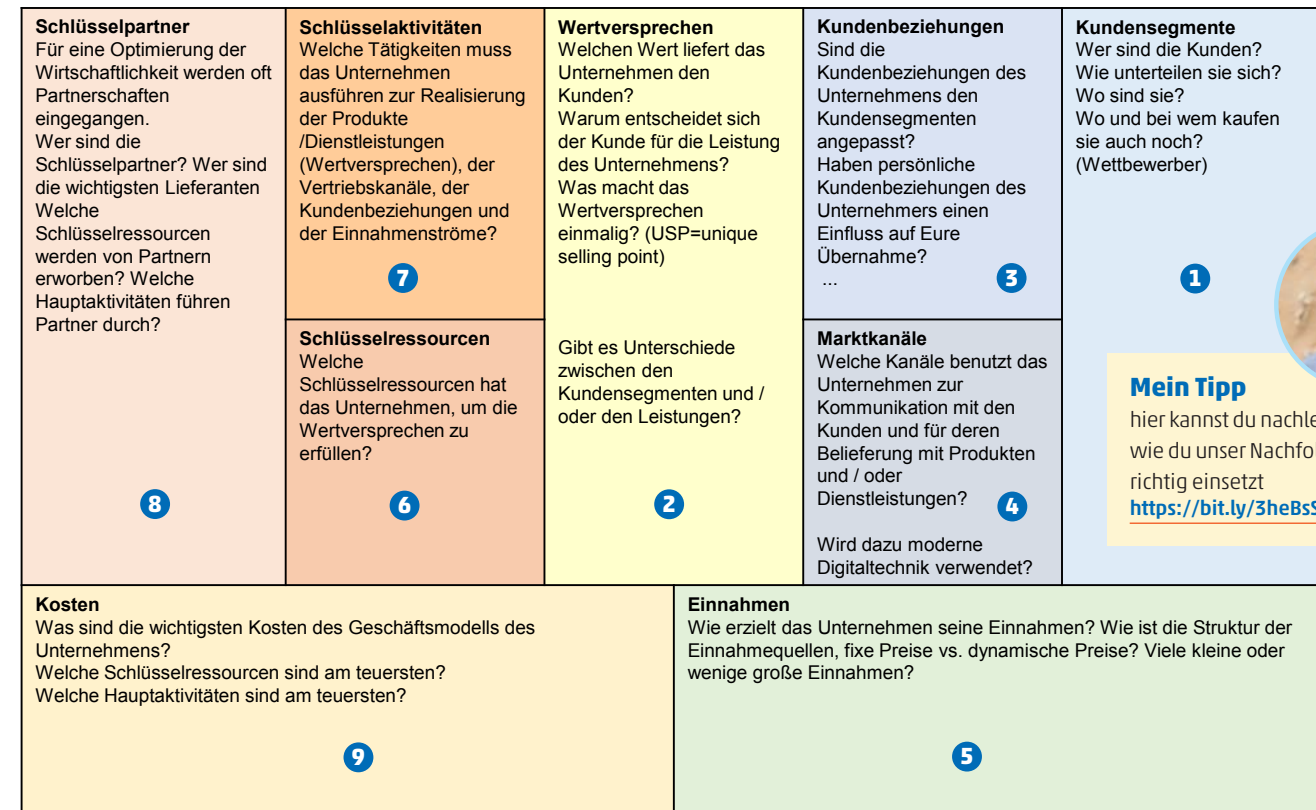 Schlüsselpartner
Für eine Optimierung der
Wirtschaftlichkeit werden oft
Partnerschaften
eingegangen.
Wer sind die
Schlüsselpartner? Wer sind
die wichtigsten Lieferanten
Welche
Schlüsselressourcen
werden von Partnern
erworben? Welche
Hauptaktivitäten führen
Partner durch?
8
Schlüsselaktivitäten
Welche Tätigkeiten muss
das Unternehmen
ausführen zur Realisierung
der Produkte
/Dienstleistungen
(Wertversprechen), der
Vertriebskanäle, der
Kundenbeziehungen und
der Einnahmenströme?
7
Schlüsselressourcen
Welche
Schlüsselressourcen hat
das Unternehmen, um die
Wertversprechen zu
erfüllen?
6
Wertversprechen
Welchen Wert liefert das
Unternehmen den
Kunden?
Warum entscheidet sich
der Kunde für die Leistung
des Unternehmens?
Was macht das
Wertversprechen
einmalig? (USP=unique
selling point)
Gibt es Unterschiede
zwischen den
Kundensegmenten und /
oder den Leistungen?
2
Kundenbeziehungen
Sind die
Kundenbeziehungen des
Unternehmens den
Kundensegmenten
angepasst?
Haben persönliche
Kundenbeziehungen des
Unternehmers einen
Einfluss auf Eure
Übernahme?
...
3
Marktkanäle
Welche Kanäle benutzt das
Unternehmen zur
Kommunikation mit den
Kunden und für deren
Belieferung mit Produkten
und / oder
Dienstleistungen?
4
Wird dazu moderne
Digitaltechnik verwendet?
Kundensegmente
Wer sind die Kunden?
Wie unterteilen sie sich?
Wo sind sie?
Wo und bei wem kaufen
sie auch noch?
(Wettbewerber)
1
Mein Tipp
hier kannst du nachle
wie du unser Nachfo
richtig einsetzt
https://bit.ly/3heBsS
Kosten
Was sind die wichtigsten Kosten des Geschäftsmodells des
Unternehmens?
Welche Schlüsselressourcen sind am teuersten?
Welche Hauptaktivitäten sind am teuersten?
9
Einnahmen
Wie erzielt das Unternehmen seine Einnahmen? Wie ist die Struktur der
Einnahmequellen, fixe Preise vs. dynamische Preise? Viele kleine oder
wenige große Einnahmen?
5